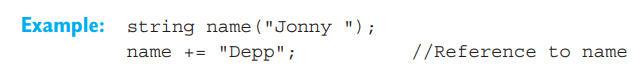 Example: string name("Jonny ");
name += "Depp"; //Reference to name